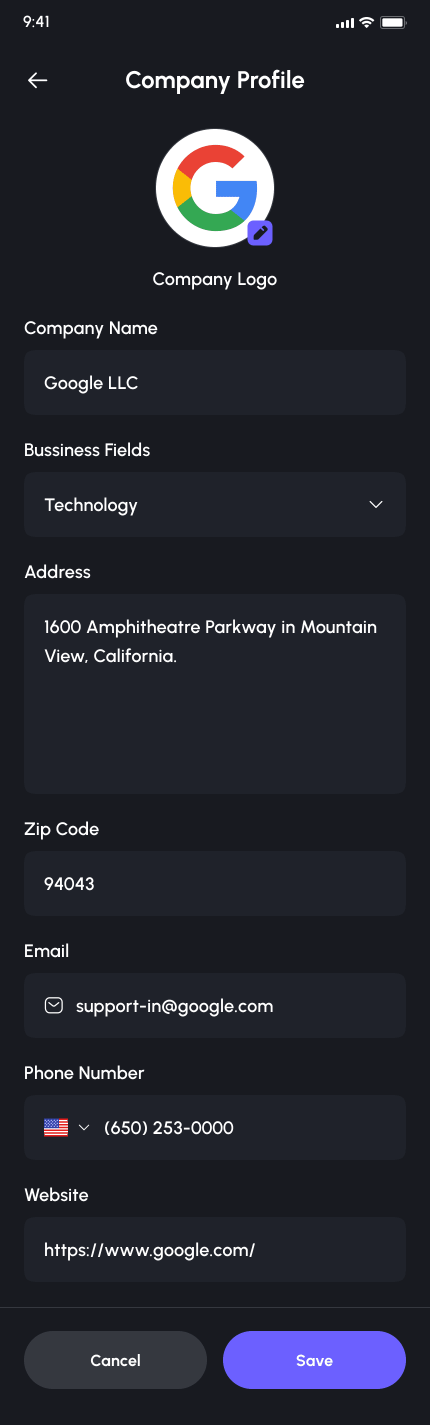 9:41
Company Profile
Company Logo
Company Name
Google LLC
Bussiness Fields
Technology
Address
1600 Amphitheatre Parkway in Mountain
View, California.
Zip Code
94043
Email
support-in@google.com
Phone Number
(650) 253-0000
Website
https://www.google.com/
Cancel
Save